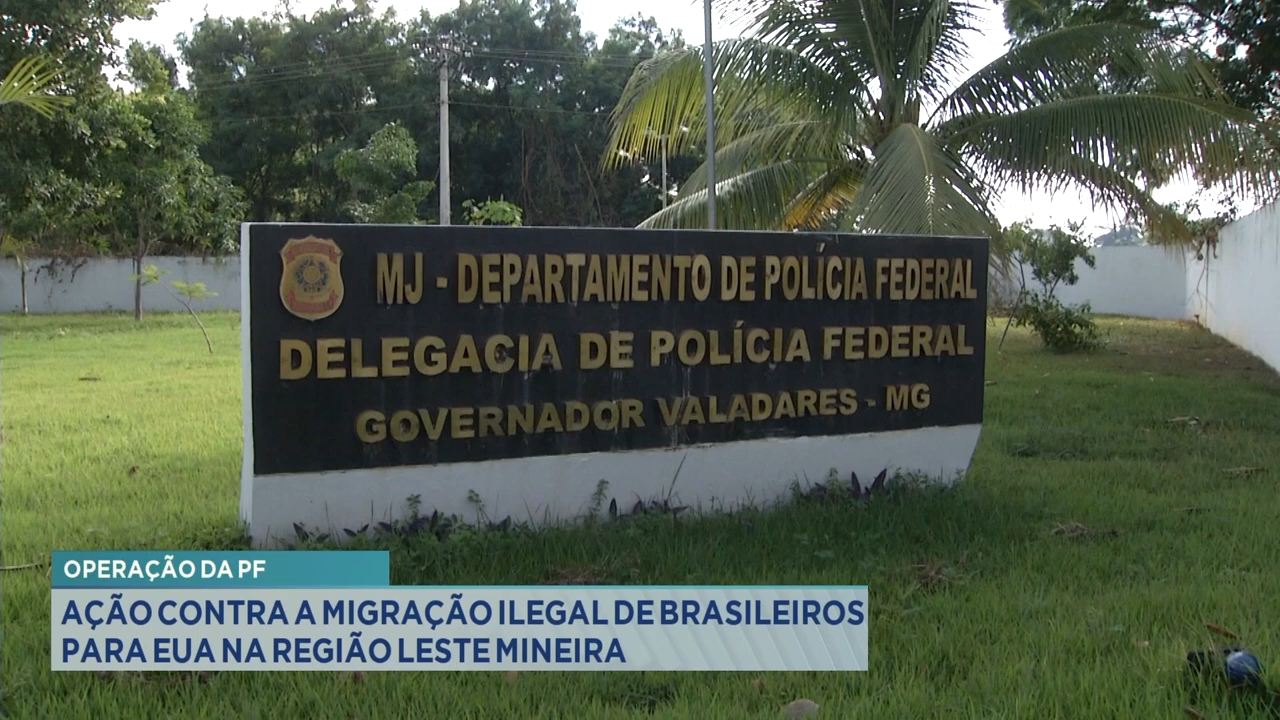 MJ - DEPARTAMENTO DE POLÍCIA FEDERAL
DELEGACIA DE POLÍCIA FEDERAL
GOVERNADOR VALADARES - MG
OPERAÇÃO DA PF
AÇÃO CONTRA A MIGRAÇÃO ILEGAL DE BRASILEIROS
PARA EUA NA REGIÃO LESTE MINEIRA